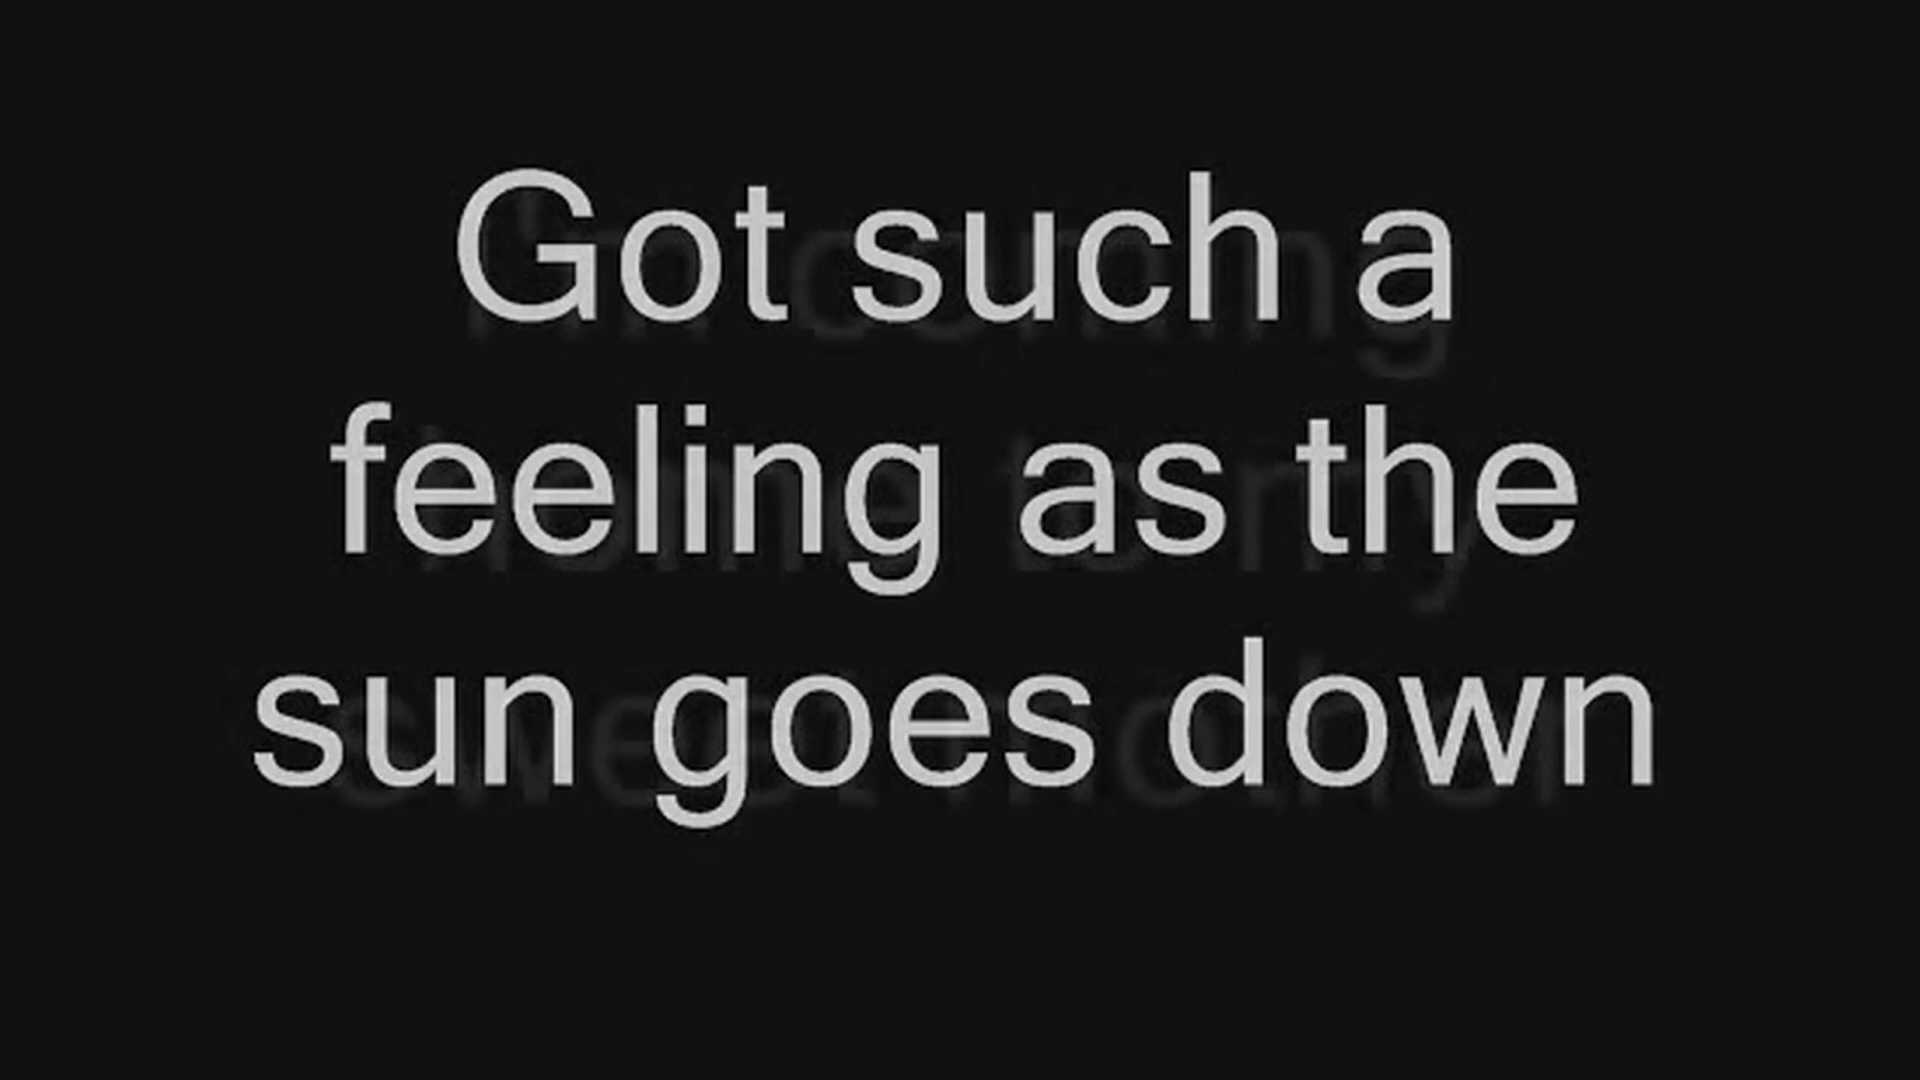 Got such a
feeling as the
sun goes down